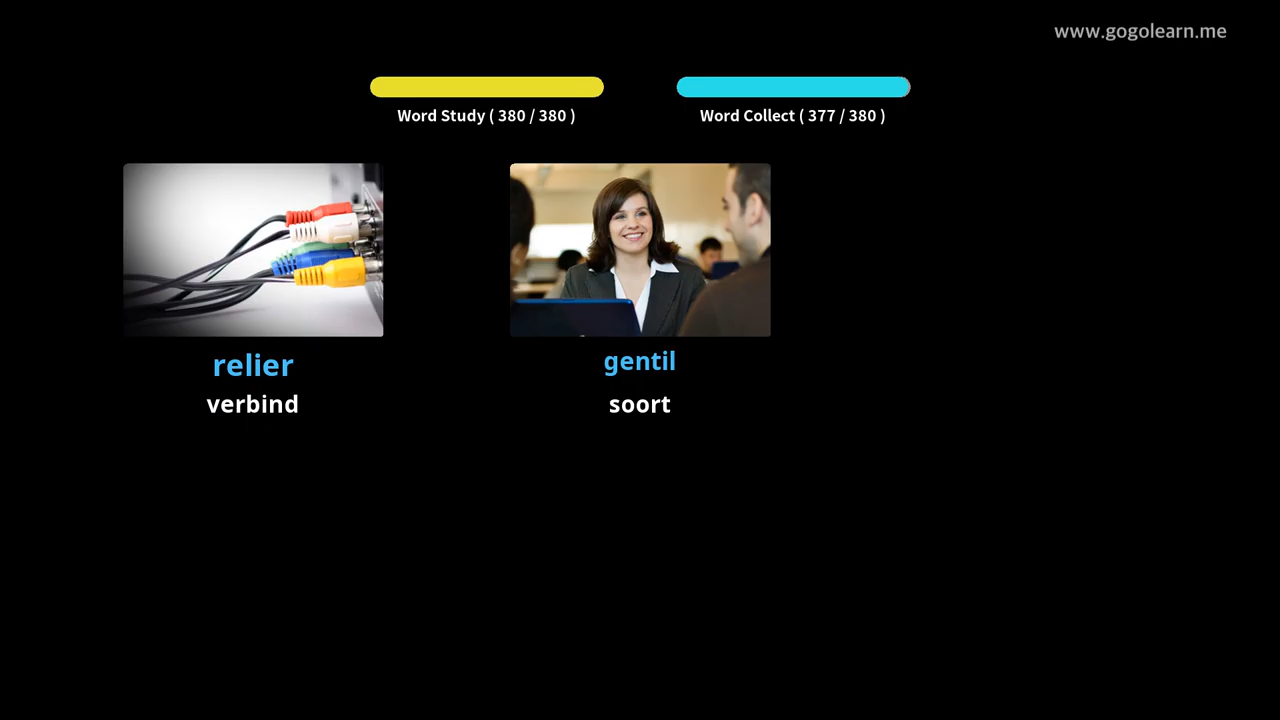 www.gogolearn.me
Word Study ( 380 / 380 )
Word Collect ( 377 / 380 )
relier
verbind
gentil
soort